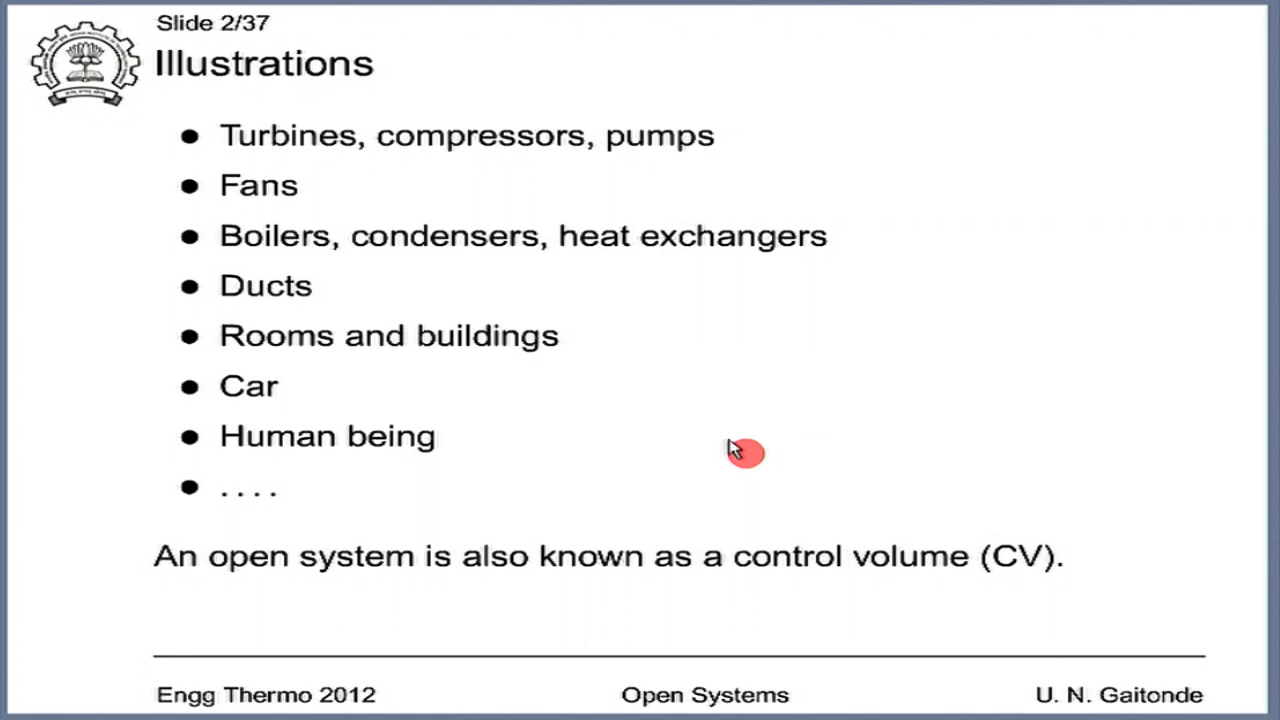 Slide 2/37
Illustrations
● Turbines, compressors, pumps
● Fans
● Boilers, condensers, heat exchangers
● Ducts
● Rooms and buildings
● Car
● Human being
● ....
An open system is also known as a control volume (CV).
Engg Thermo 2012 Open Systems U. N. Gaitonde